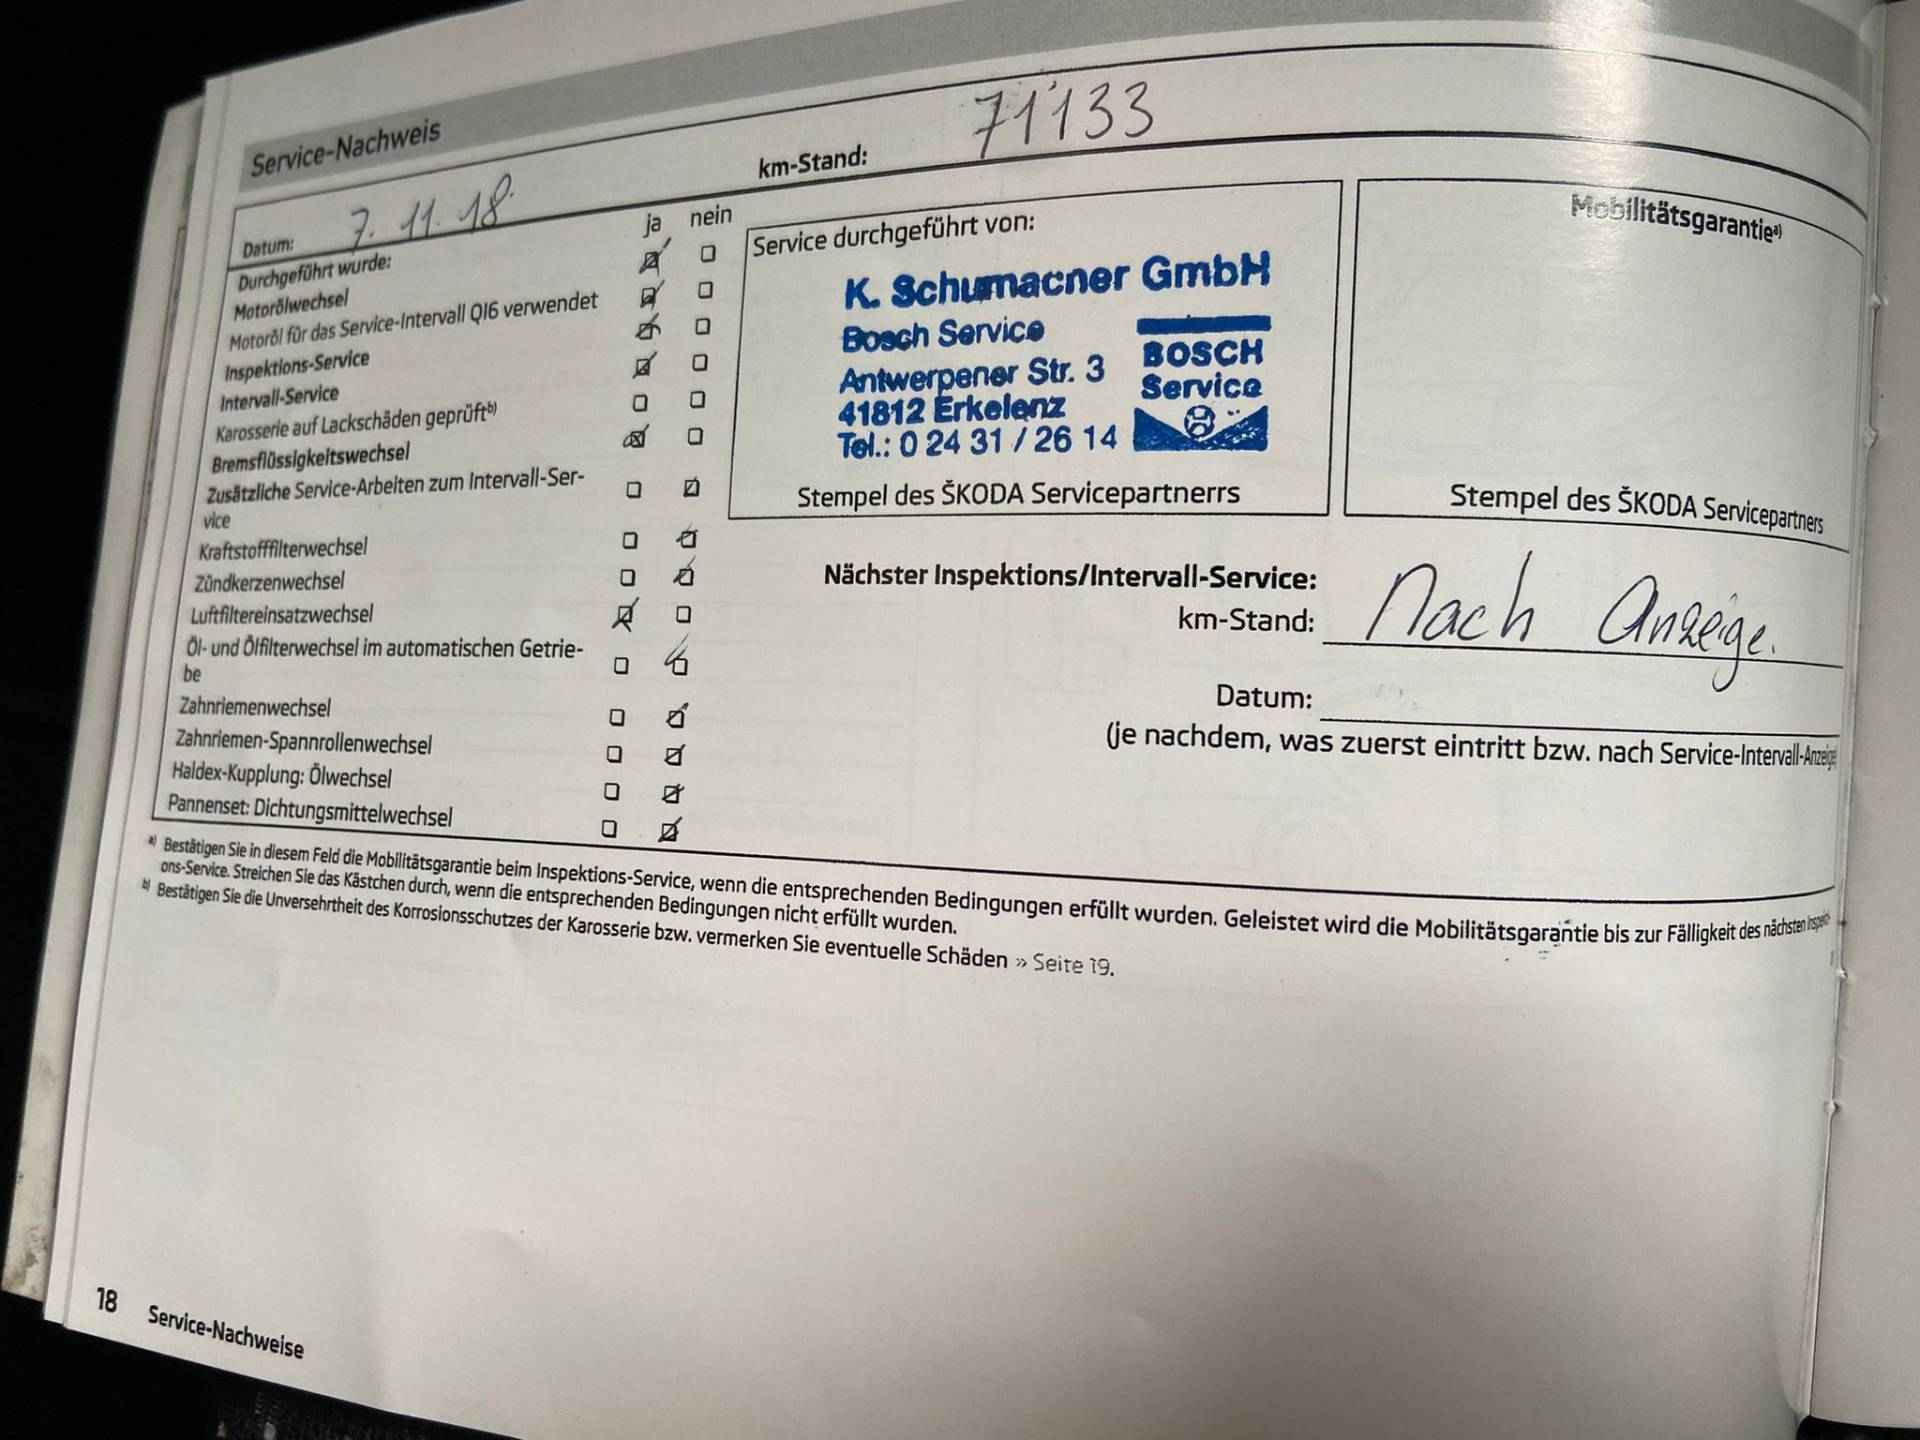 Service-Nachweis
Datum: 7.11.18. km-Stand: 71'133
Durchgeführt wurde: ja nein
Motorölwechsel
Motoröl für das Service-Intervall QI6 verwendet
Inspektions-Service
Intervall-Service
Karosserie auf Lackschäden geprüftb)
Bremsflüssigkeitswechsel
Zusätzliche Service-Arbeiten zum Intervall-Ser-
vice
Kraftstofffilterwechsel
Zündkerzenwechsel
Luftfiltereinsatzwechsel
Öl- und Ölfilterwechsel im automatischen Getrie-
be
Zahnriemenwechsel
Zahnriemen-Spannrollenwechsel
Haldex-Kupplung: Ölwechsel
Pannenset: Dichtungsmittelwechsel
Service durchgeführt von:
K. Schumacher GmbH
Bosch Service
Antwerpener Str. 3
41812 Erkelenz
Tel.: 0 24 31 / 26 14
BOSCH
Service
Stempel des ŠKODA Servicepartnerrs
Mobilitätsgarantiea)
Stempel des ŠKODA Servicepartners
Nächster Inspektions/Intervall-Service:
km-Stand: Nach Anzeige.
Datum:
(je nachdem, was zuerst eintritt bzw. nach Service-Intervall-Anzeige)
a) Bestätigen Sie in diesem Feld die Mobilitätsgarantie beim Inspektions-Service, wenn die entsprechenden Bedingungen erfüllt wurden. Geleistet wird die Mobilitätsgarantie bis zur Fälligkeit des nächsten Inspekti-
ons-Service. Streichen Sie das Kästchen durch, wenn die entsprechenden Bedingungen nicht erfüllt wurden.
b) Bestätigen Sie die Unversehrtheit des Korrosionsschutzes der Karosserie bzw. vermerken Sie eventuelle Schäden » Seite 19.
18 Service-Nachweise